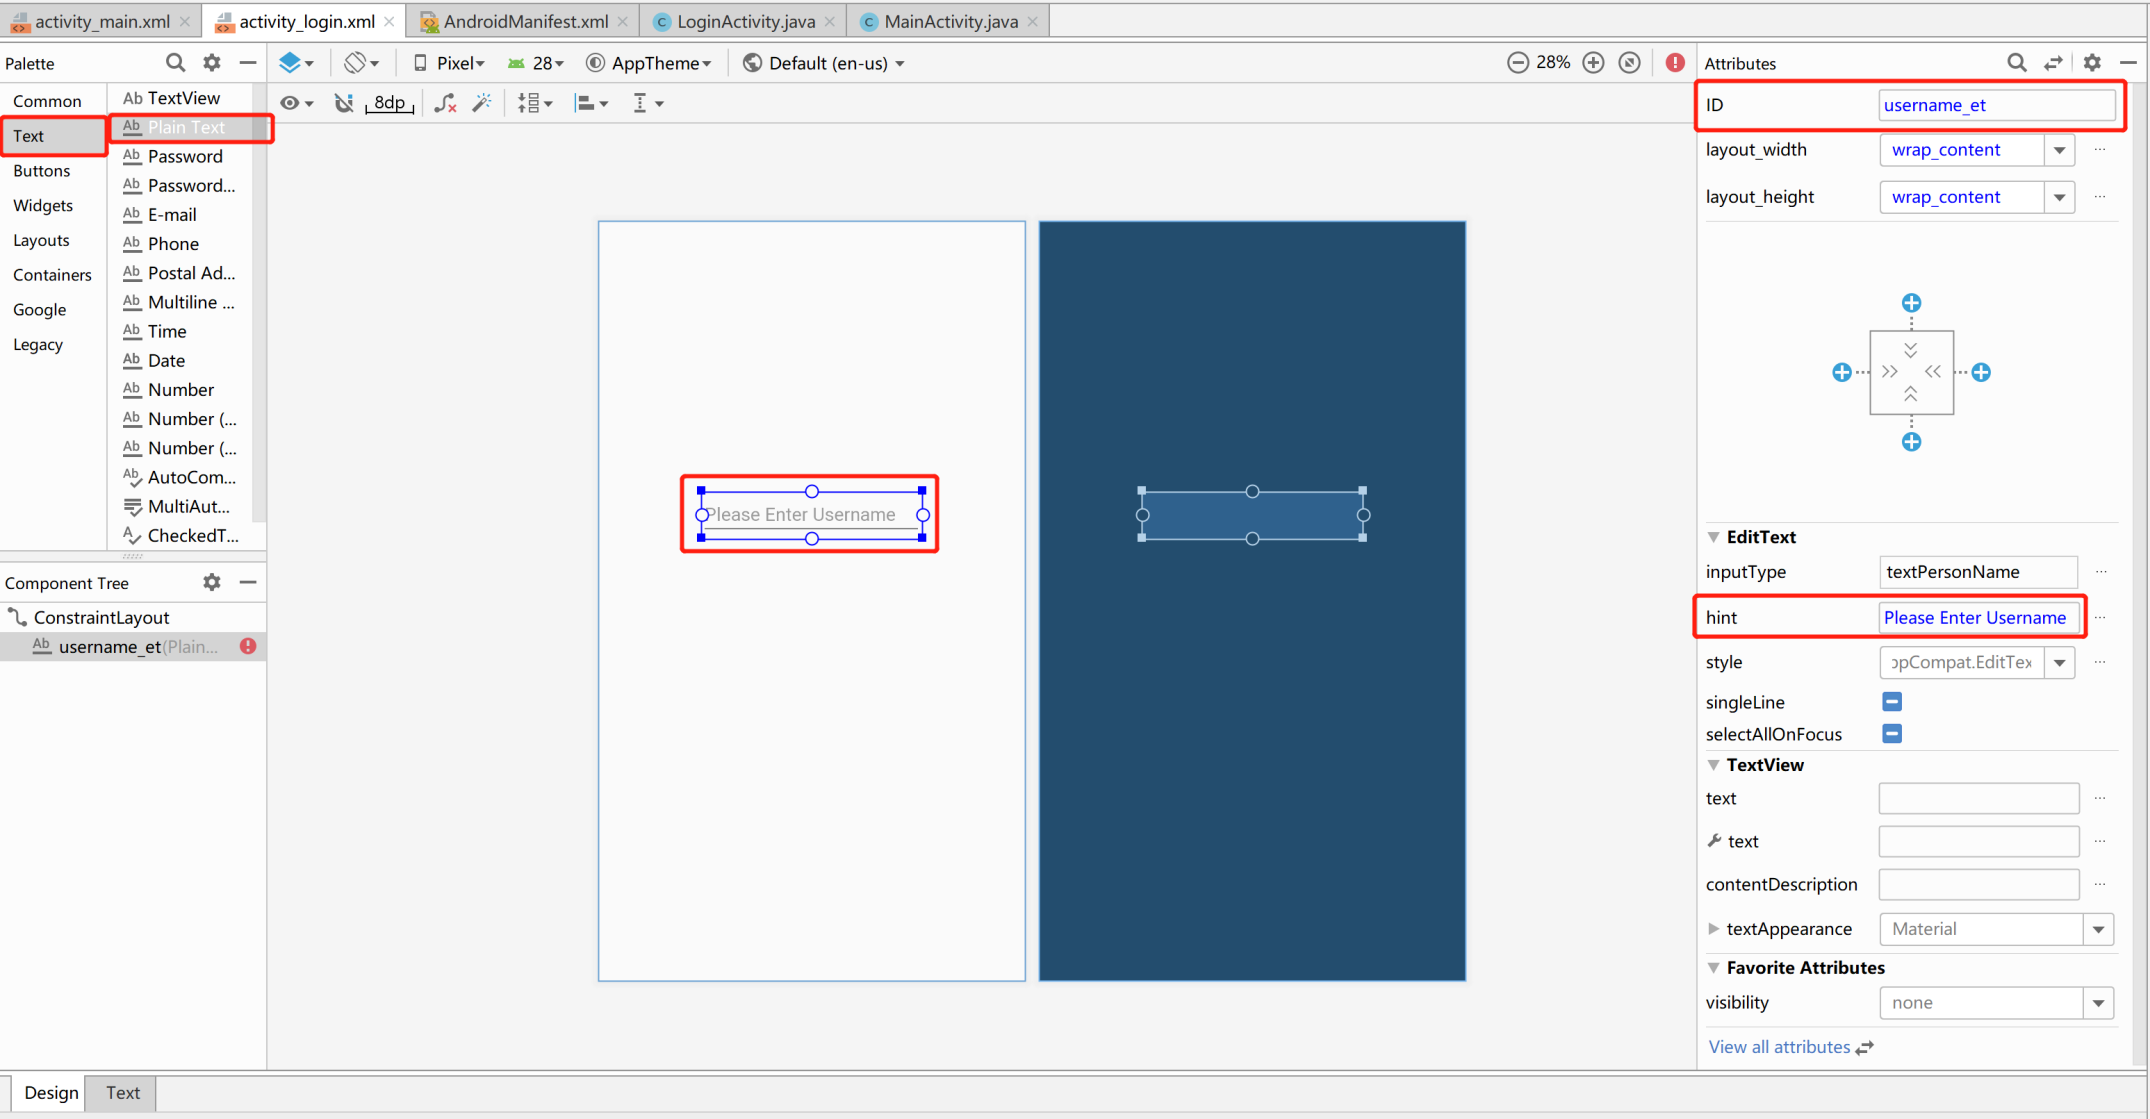 activity_main.xml
activity_login.xml
AndroidManifest.xml
LoginActivity.java
MainActivity.java
Palette
Pixel
28
AppTheme
Default (en-us)
28%
Attributes
Common
Text
Buttons
Widgets
Layouts
Containers
Google
Legacy
Ab TextView
Ab Plain Text
Ab Password
Ab Password...
Ab E-mail
Ab Phone
Ab Postal Ad...
Ab Multiline ...
Ab Time
Ab Date
Ab Number
Ab Number (...
Ab Number (...
Ab AutoCom...
MultiAut...
A CheckedT...
8dp
Please Enter Username
Component Tree
ConstraintLayout
Ab username_et(Plain...
ID username_et
layout_width wrap_content ...
layout_height wrap_content ...
EditText
inputType textPersonName ...
hint Please Enter Username ...
style opCompat.EditTex ...
singleLine
selectAllOnFocus
TextView
text ...
text ...
contentDescription ...
textAppearance Material
Favorite Attributes
visibility none
View all attributes
Design
Text